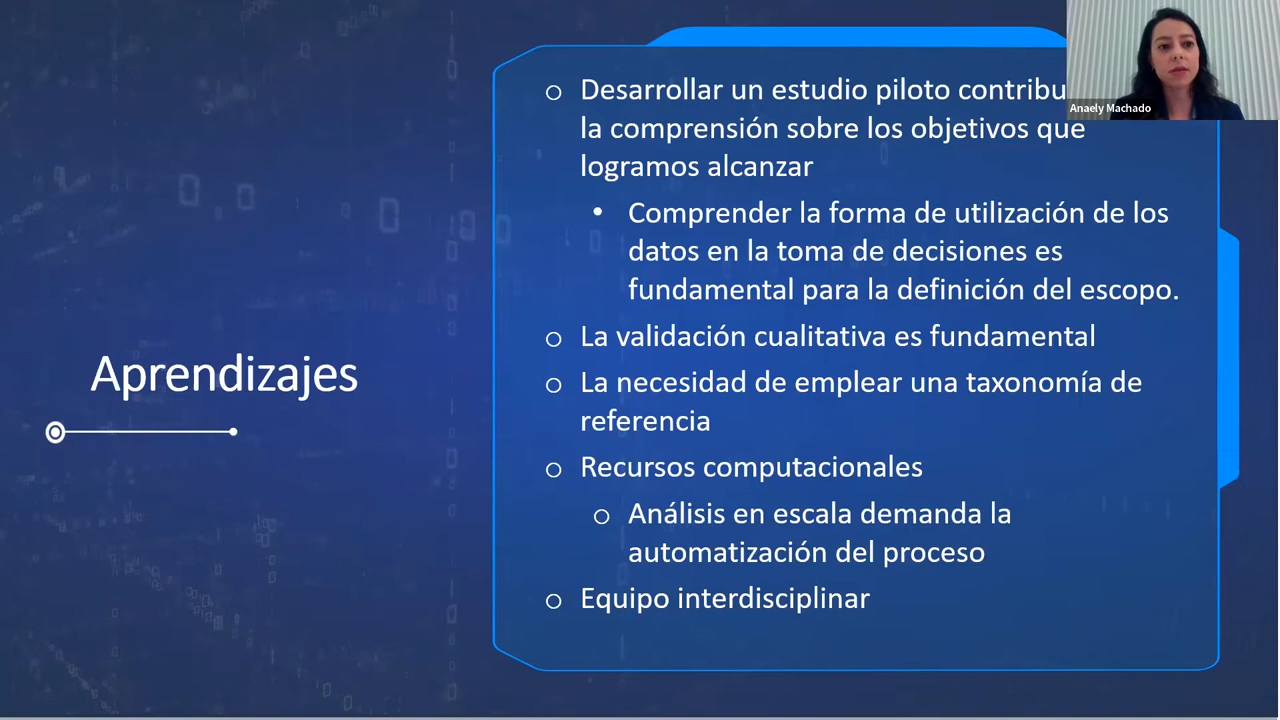 Desarrollar un estudio piloto
la comprensión sobre los objetivos que
logramos alcanzar
Comprender la forma de utilización de los
datos en la toma de decisiones es
fundamental para la definición del escopo.
La validación cualitativa es fundamental
La necesidad de emplear una taxonomía de
referencia
Recursos computacionales
Análisis en escala demanda la
automatización del proceso
Equipo interdisciplinar
Aprendizajes
Anaely Machado